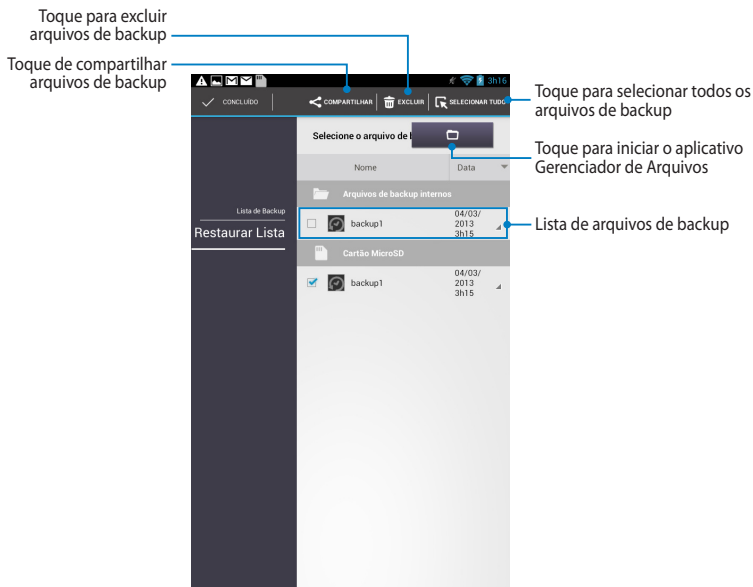 Toque para excluir
arquivos de backup
Toque de compartilhar
arquivos de backup
3h16
CONCLUÍDO
COMPARTILHAR
EXCLUIR
SELECIONAR TUDO
Toque para selecionar todos os
arquivos de backup
Selecione o arquivo de
Toque para iniciar o aplicativo
Gerenciador de Arquivos
Nome
Data
Arquivos de backup internos
Lista de Backup
Restaurar Lista
backup1
04/03/
2013
3h15
Lista de arquivos de backup
Cartão MicroSD
backup1
04/03/
2013
3h15